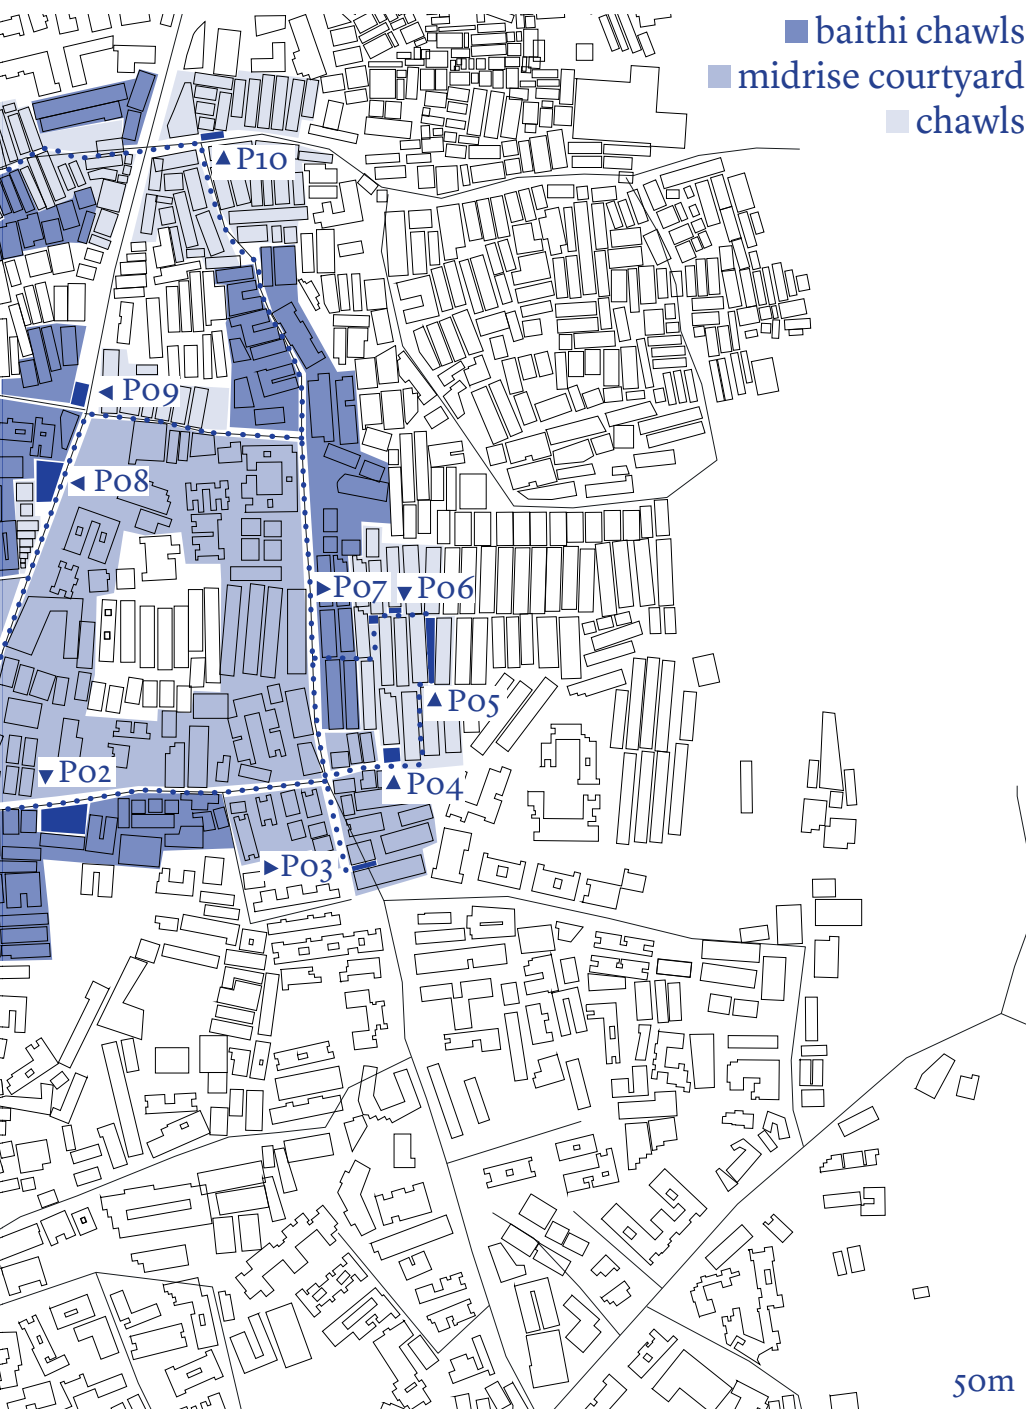 baithi chawls
midrise courtyard
chawls
▲ P10
◄ P09
◄ P08
►P07
▼ P06
▲ P05
▼ P02
▲ P04
►P03
50m